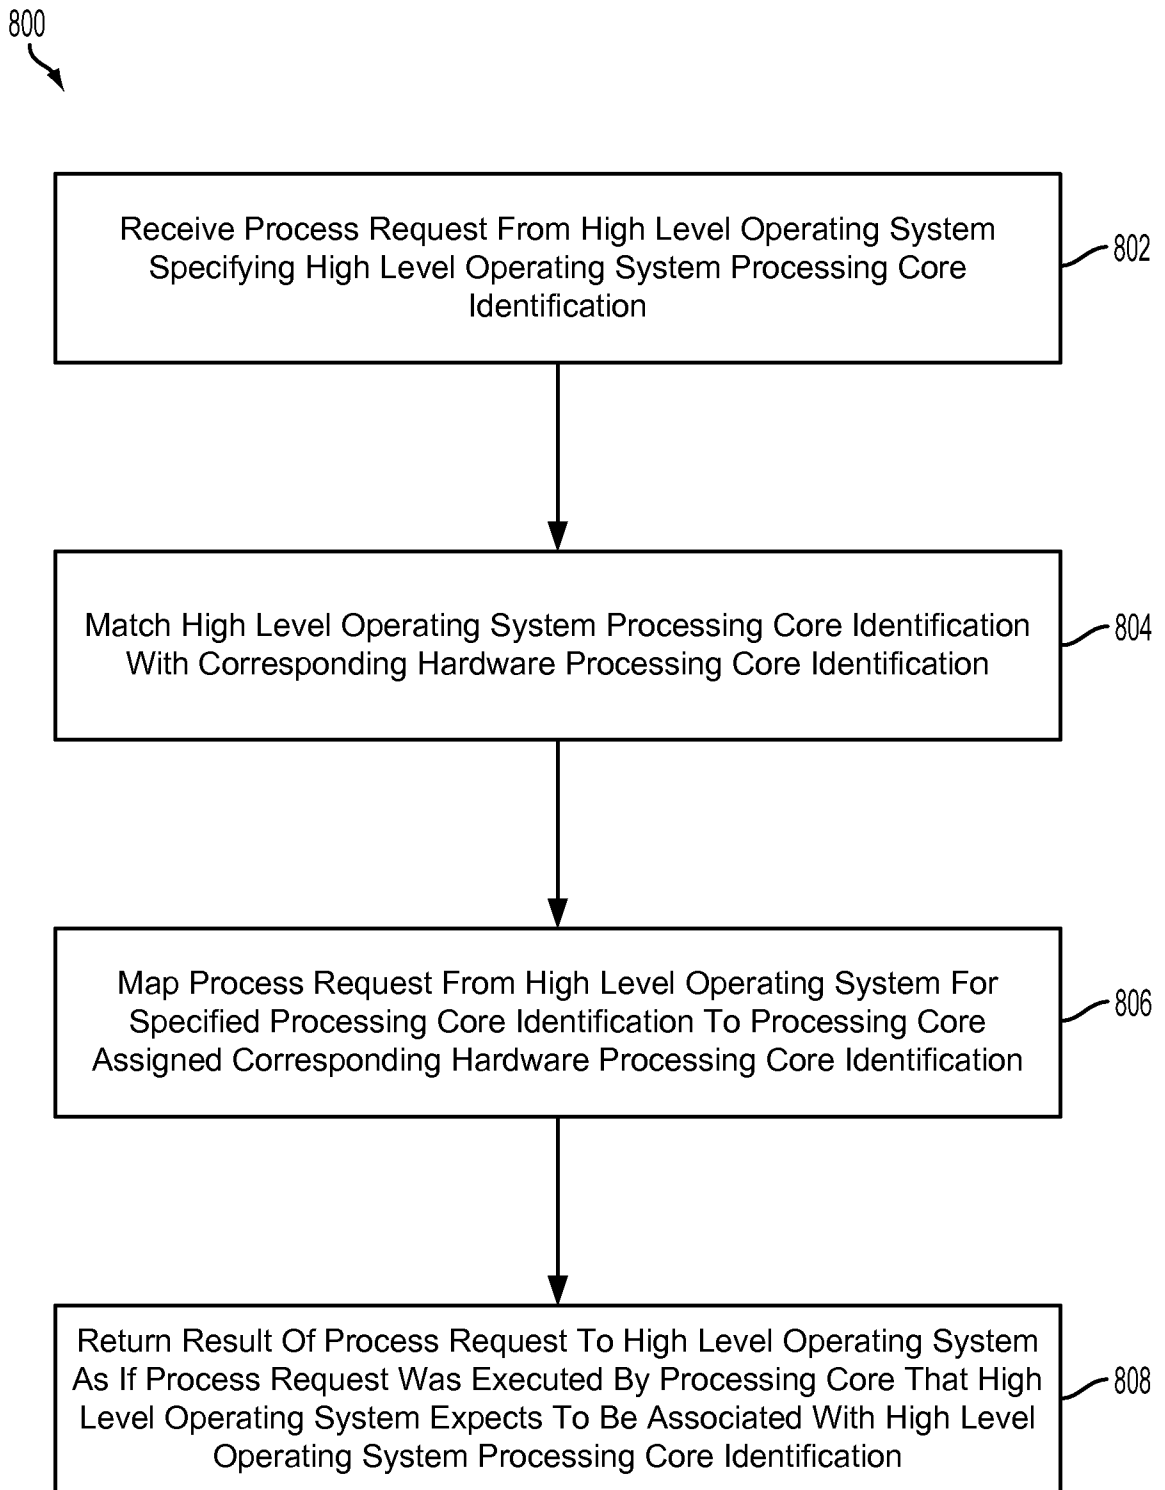 800
Receive Process Request From High Level Operating System
Specifying High Level Operating System Processing Core
Identification
802
Match High Level Operating System Processing Core Identification
With Corresponding Hardware Processing Core Identification
804
Map Process Request From High Level Operating System For
Specified Processing Core Identification To Processing Core
Assigned Corresponding Hardware Processing Core Identification
806
Return Result Of Process Request To High Level Operating System
As If Process Request Was Executed By Processing Core That High
Level Operating System Expects To Be Associated With High Level
Operating System Processing Core Identification
808